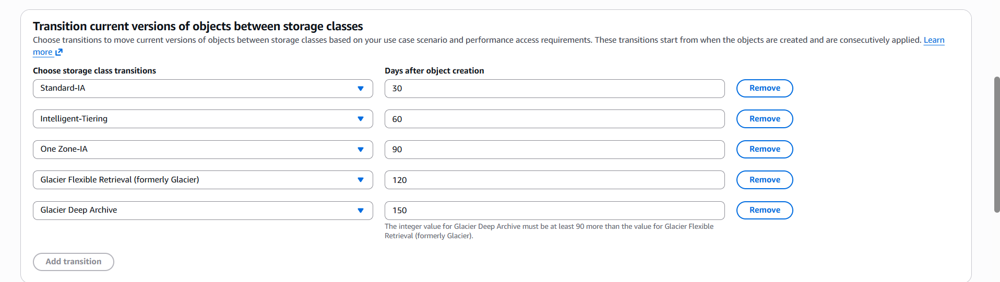 Transition current versions of objects between storage classes
Choose transitions to move current versions of objects between storage classes based on your use case scenario and performance access requirements. These transitions start from when the objects are created and are consecutively applied. Learn
more
Choose storage class transitions Days after object creation
Standard-IA 30 Remove
Intelligent-Tiering 60 Remove
One Zone-IA 90 Remove
Glacier Flexible Retrieval (formerly Glacier) 120 Remove
Glacier Deep Archive 150 Remove
The integer value for Glacier Deep Archive must be at least 90 more than the value for Glacier Flexible
Retrieval (formerly Glacier).
Add transition